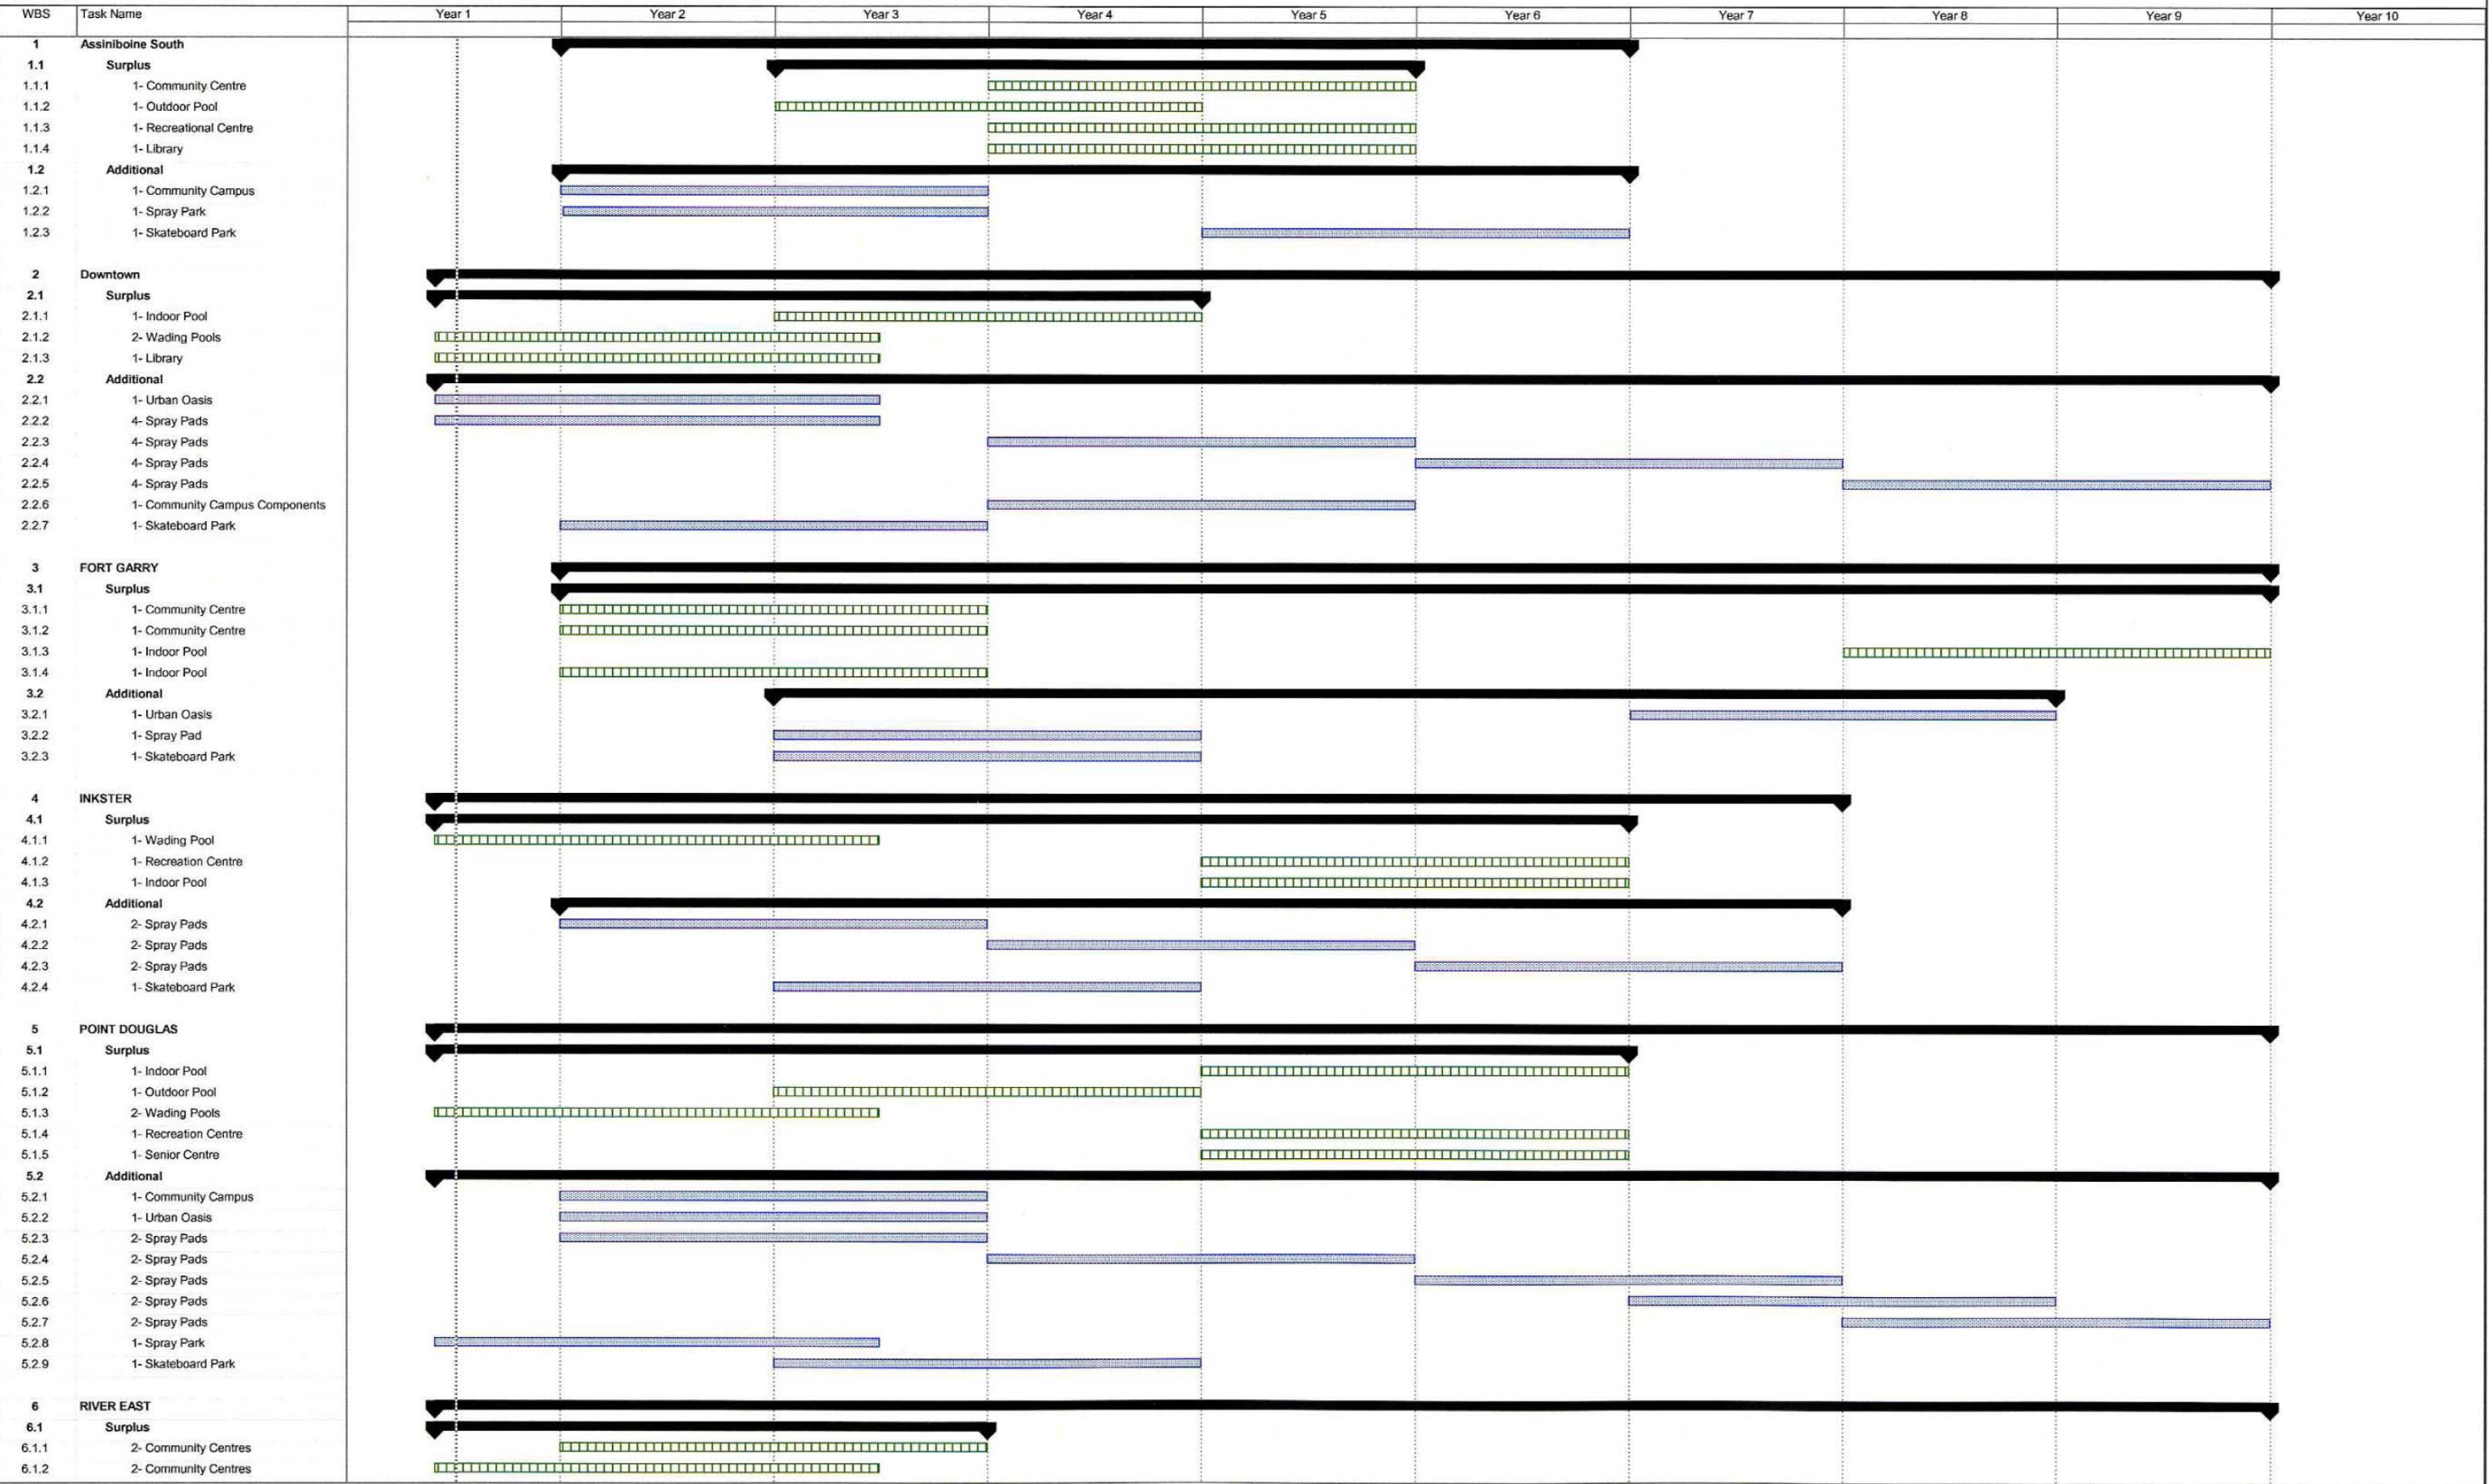 WBS Task Name Year 1 Year 2 Year 3 Year 4 Year 5 Year 6 Year 7 Year 8 Year 9 Year 10
1 Assiniboine South
1.1 Surplus
1.1.1 1- Community Centre
1.1.2 1- Outdoor Pool
1.1.3 1- Recreational Centre
1.1.4 1- Library
1.2 Additional
1.2.1 1- Community Campus
1.2.2 1- Spray Park
1.2.3 1- Skateboard Park
2 Downtown
2.1 Surplus
2.1.1 1- Indoor Pool
2.1.2 2- Wading Pools
2.1.3 1- Library
2.2 Additional
2.2.1 1- Urban Oasis
2.2.2 4- Spray Pads
2.2.3 4- Spray Pads
2.2.4 4- Spray Pads
2.2.5 4- Spray Pads
2.2.6 1- Community Campus Components
2.2.7 1- Skateboard Park
3 FORT GARRY
3.1 Surplus
3.1.1 1- Community Centre
3.1.2 1- Community Centre
3.1.3 1- Indoor Pool
3.1.4 1- Indoor Pool
3.2 Additional
3.2.1 1- Urban Oasis
3.2.2 1- Spray Pad
3.2.3 1- Skateboard Park
4 INKSTER
4.1 Surplus
4.1.1 1- Wading Pool
4.1.2 1- Recreation Centre
4.1.3 1- Indoor Pool
4.2 Additional
4.2.1 2- Spray Pads
4.2.2 2- Spray Pads
4.2.3 2- Spray Pads
4.2.4 1- Skateboard Park
5 POINT DOUGLAS
5.1 Surplus
5.1.1 1- Indoor Pool
5.1.2 1- Outdoor Pool
5.1.3 2- Wading Pools
5.1.4 1- Recreation Centre
5.1.5 1- Senior Centre
5.2 Additional
5.2.1 1- Community Campus
5.2.2 1- Urban Oasis
5.2.3 2- Spray Pads
5.2.4 2- Spray Pads
5.2.5 2- Spray Pads
5.2.6 2- Spray Pads
5.2.7 2- Spray Pads
5.2.8 1- Spray Park
5.2.9 1- Skateboard Park
6 RIVER EAST
6.1 Surplus
6.1.1 2- Community Centres
6.1.2 2- Community Centres